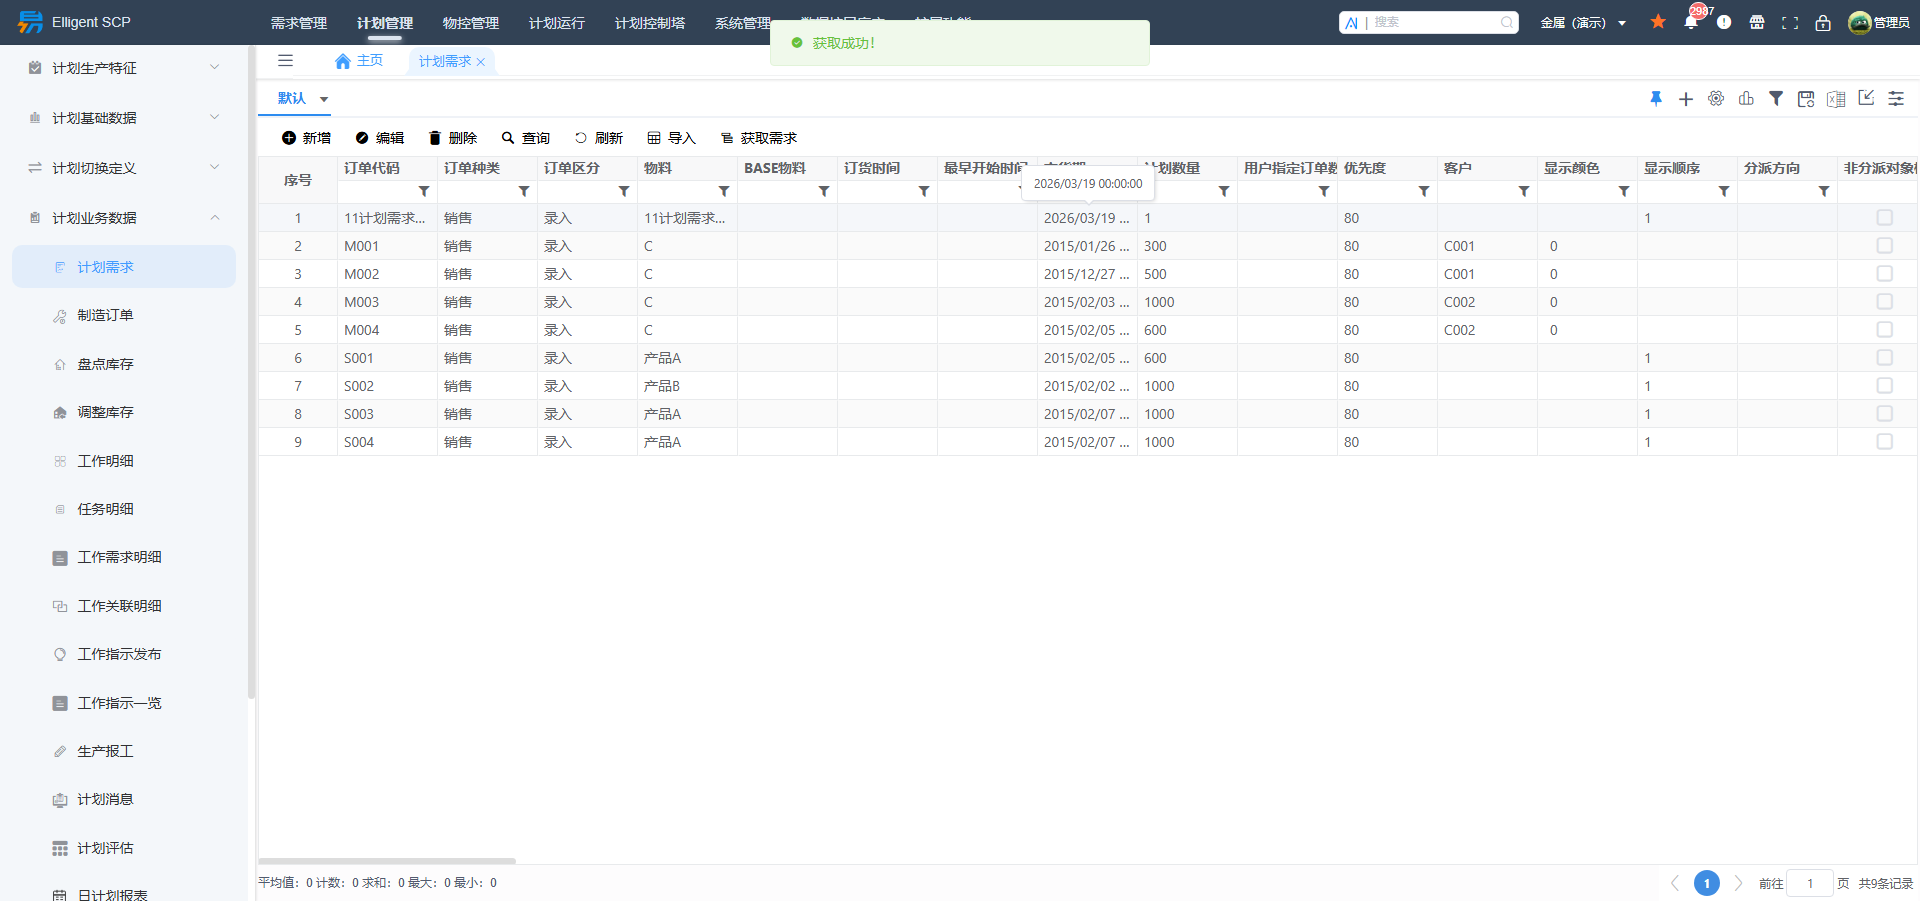 Elligent SCP
需求管理 计划管理 物控管理 计划运行 计划控制塔 系统管理
AI | 搜索
金属（演示）
2987
管理员
获取成功！
计划生产特征
计划基础数据
计划切换定义
计划业务数据
计划需求
制造订单
盘点库存
调整库存
工作明细
任务明细
工作需求明细
工作关联明细
工作指示发布
工作指示一览
生产报工
计划消息
计划评估
日计划报表
主页 计划需求
默认
新增 编辑 删除 查询 刷新 导入 获取需求
序号 订单代码 订单种类 订单区分 物料 BASE物料 订货时间 最早开始时间 计划数量 用户指定订单数 优先度 客户 显示颜色 显示顺序 分派方向 非分派对象
2026/03/19 00:00:00
1 11计划需求... 销售 录入 11计划需求... 2026/03/19 ... 1 80 1
2 M001 销售 录入 C 2015/01/26 ... 300 80 C001 0
3 M002 销售 录入 C 2015/12/27 ... 500 80 C001 0
4 M003 销售 录入 C 2015/02/03 ... 1000 80 C002 0
5 M004 销售 录入 C 2015/02/05 ... 600 80 C002 0
6 S001 销售 录入 产品A 2015/02/05 ... 600 80 1
7 S002 销售 录入 产品B 2015/02/02 ... 1000 80 1
8 S003 销售 录入 产品A 2015/02/07 ... 1000 80 1
9 S004 销售 录入 产品A 2015/02/07 ... 1000 80 1
平均值：0 计数：0 求和：0 最大：0 最小：0
1 前往 1 页 共9条记录